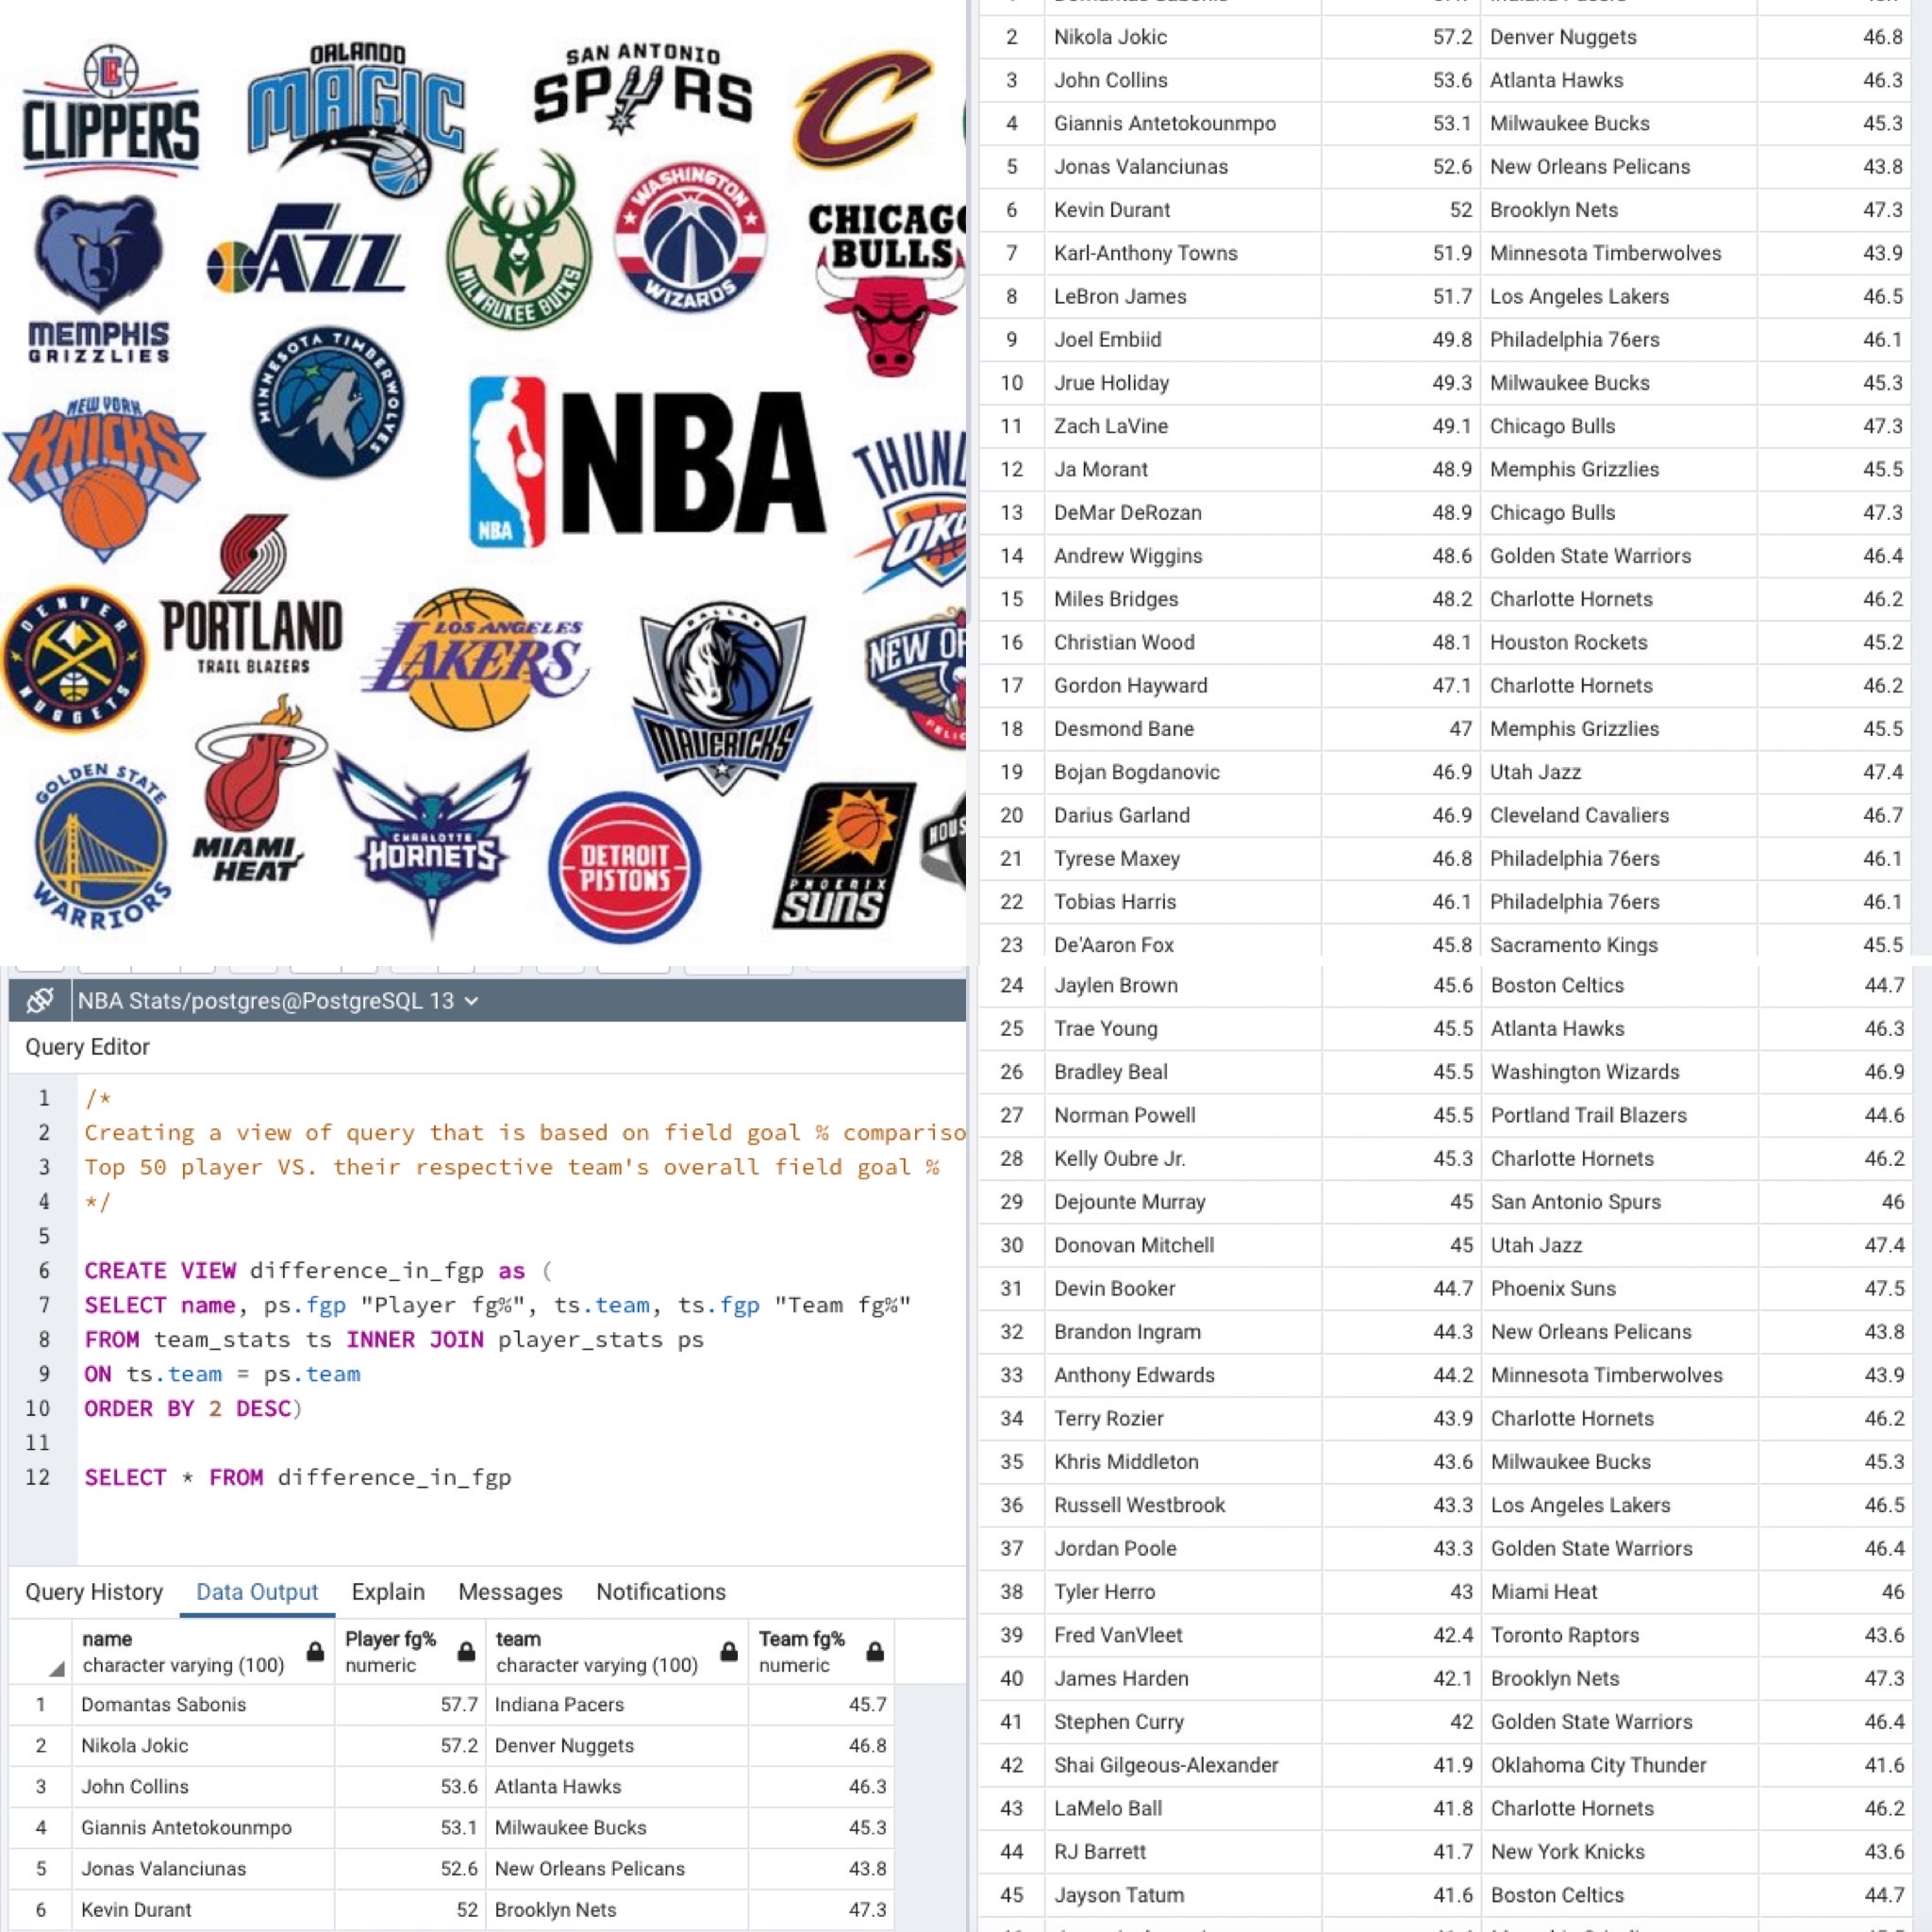 CLIPPERS
ORLANDO
MAGIC
SAN ANTONIO
SPURS
C
MEMPHIS
GRIZZLIES
JAZZ
MILWAUKEE BUCKS
WASHINGTON
WIZARDS
CHICAG
BULLS
MINNESOTA TIMBERWOLVES
NEW YORK
KNICKS
NBA
NBA
THUND
OKC
DENVER
NUGGETS
PORTLAND
TRAIL BLAZERS
LOS ANGELES
LAKERS
DALLAS
MAVERICKS
NEW OR
PELIC
GOLDEN STATE
WARRIORS
MIAMI
HEAT
CHARLOTTE
HORNETS
DETROIT
PISTONS
PHOENIX
SUNS
HOUS
2 Nikola Jokic 57.2 Denver Nuggets 46.8
3 John Collins 53.6 Atlanta Hawks 46.3
4 Giannis Antetokounmpo 53.1 Milwaukee Bucks 45.3
5 Jonas Valanciunas 52.6 New Orleans Pelicans 43.8
6 Kevin Durant 52 Brooklyn Nets 47.3
7 Karl-Anthony Towns 51.9 Minnesota Timberwolves 43.9
8 LeBron James 51.7 Los Angeles Lakers 46.5
9 Joel Embiid 49.8 Philadelphia 76ers 46.1
10 Jrue Holiday 49.3 Milwaukee Bucks 45.3
11 Zach LaVine 49.1 Chicago Bulls 47.3
12 Ja Morant 48.9 Memphis Grizzlies 45.5
13 DeMar DeRozan 48.9 Chicago Bulls 47.3
14 Andrew Wiggins 48.6 Golden State Warriors 46.4
15 Miles Bridges 48.2 Charlotte Hornets 46.2
16 Christian Wood 48.1 Houston Rockets 45.2
17 Gordon Hayward 47.1 Charlotte Hornets 46.2
18 Desmond Bane 47 Memphis Grizzlies 45.5
19 Bojan Bogdanovic 46.9 Utah Jazz 47.4
20 Darius Garland 46.9 Cleveland Cavaliers 46.7
21 Tyrese Maxey 46.8 Philadelphia 76ers 46.1
22 Tobias Harris 46.1 Philadelphia 76ers 46.1
23 De'Aaron Fox 45.8 Sacramento Kings 45.5
NBA Stats/postgres@PostgreSQL 13
Query Editor
1 /*
2 Creating a view of query that is based on field goal % compariso
3 Top 50 player VS. their respective team's overall field goal %
4 */
5
6 CREATE VIEW difference_in_fgp as (
7 SELECT name, ps.fgp "Player fg%", ts.team, ts.fgp "Team fg%"
8 FROM team_stats ts INNER JOIN player_stats ps
9 ON ts.team = ps.team
10 ORDER BY 2 DESC)
11
12 SELECT * FROM difference_in_fgp
Query History Data Output Explain Messages Notifications
name Player fg% team Team fg%
character varying (100) numeric character varying (100) numeric
1 Domantas Sabonis 57.7 Indiana Pacers 45.7
2 Nikola Jokic 57.2 Denver Nuggets 46.8
3 John Collins 53.6 Atlanta Hawks 46.3
4 Giannis Antetokounmpo 53.1 Milwaukee Bucks 45.3
5 Jonas Valanciunas 52.6 New Orleans Pelicans 43.8
6 Kevin Durant 52 Brooklyn Nets 47.3
24 Jaylen Brown 45.6 Boston Celtics 44.7
25 Trae Young 45.5 Atlanta Hawks 46.3
26 Bradley Beal 45.5 Washington Wizards 46.9
27 Norman Powell 45.5 Portland Trail Blazers 44.6
28 Kelly Oubre Jr. 45.3 Charlotte Hornets 46.2
29 Dejounte Murray 45 San Antonio Spurs 46
30 Donovan Mitchell 45 Utah Jazz 47.4
31 Devin Booker 44.7 Phoenix Suns 47.5
32 Brandon Ingram 44.3 New Orleans Pelicans 43.8
33 Anthony Edwards 44.2 Minnesota Timberwolves 43.9
34 Terry Rozier 43.9 Charlotte Hornets 46.2
35 Khris Middleton 43.6 Milwaukee Bucks 45.3
36 Russell Westbrook 43.3 Los Angeles Lakers 46.5
37 Jordan Poole 43.3 Golden State Warriors 46.4
38 Tyler Herro 43 Miami Heat 46
39 Fred VanVleet 42.4 Toronto Raptors 43.6
40 James Harden 42.1 Brooklyn Nets 47.3
41 Stephen Curry 42 Golden State Warriors 46.4
42 Shai Gilgeous-Alexander 41.9 Oklahoma City Thunder 41.6
43 LaMelo Ball 41.8 Charlotte Hornets 46.2
44 RJ Barrett 41.7 New York Knicks 43.6
45 Jayson Tatum 41.6 Boston Celtics 44.7